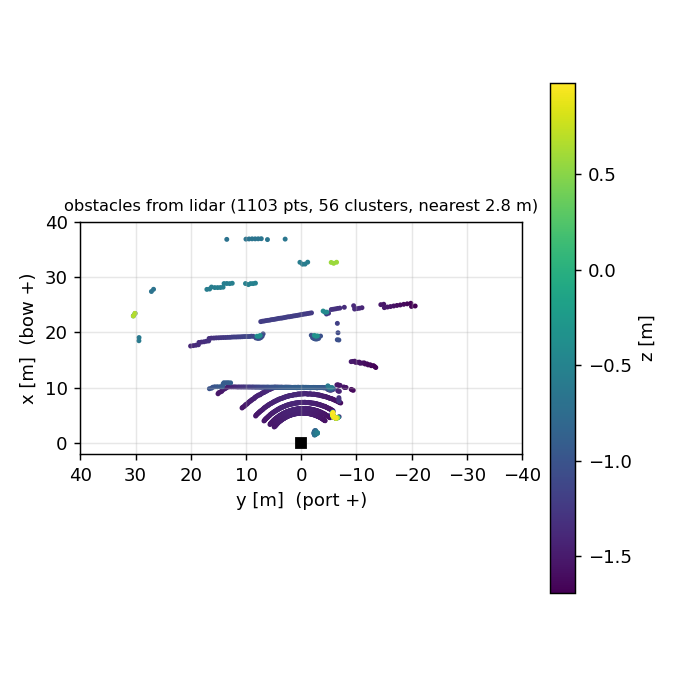 obstacles from lidar (1103 pts, 56 clusters, nearest 2.8 m)
40
30
20
10
0
x [m]  (bow +)
40 30 20 10 0 −10 −20 −30 −40
y [m]  (port +)
0.5
0.0
−0.5
−1.0
−1.5
z [m]